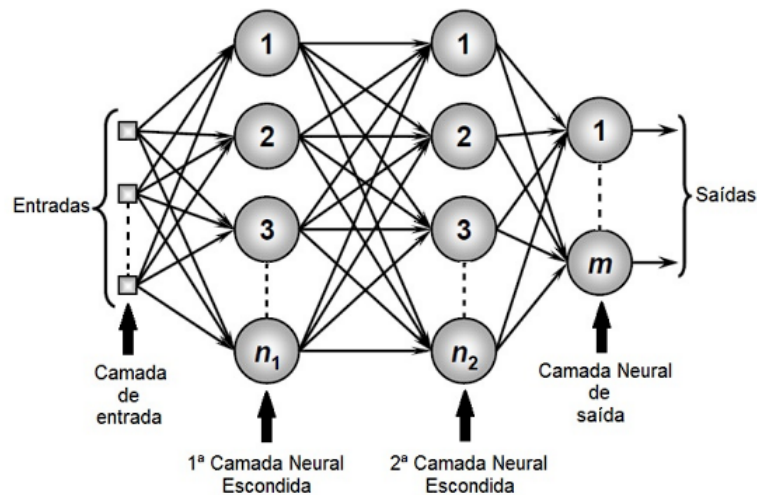 1
1
2
2
1
Entradas
Saídas
3
3
m
n1
n2
Camada
de
entrada
Camada Neural
de
saída
1ª Camada Neural
Escondida
2ª Camada Neural
Escondida